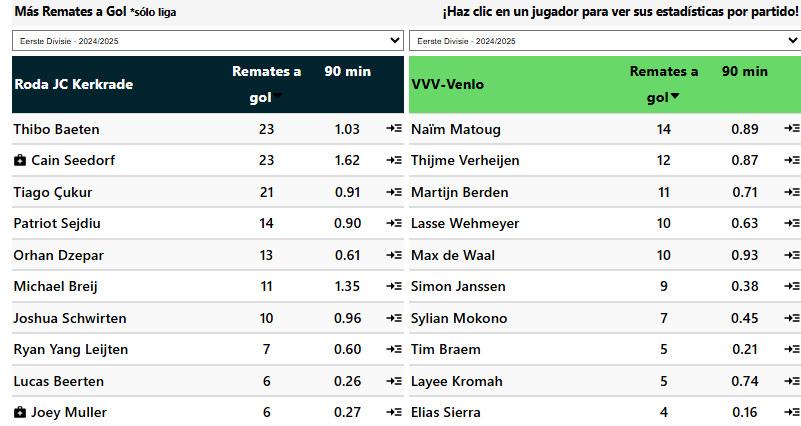 Más Remates a Gol *sólo liga
¡Haz clic en un jugador para ver sus estadísticas por partido!
Eerste Divisie - 2024/2025
Roda JC Kerkrade Remates a gol 90 min
Thibo Baeten 23 1.03
Cain Seedorf 23 1.62
Tiago Çukur 21 0.91
Patriot Sejdiu 14 0.90
Orhan Dzepar 13 0.61
Michael Breij 11 1.35
Joshua Schwirten 10 0.96
Ryan Yang Leijten 7 0.60
Lucas Beerten 6 0.26
Joey Muller 6 0.27
Eerste Divisie - 2024/2025
VVV-Venlo Remates a gol 90 min
Naïm Matoug 14 0.89
Thijme Verheijen 12 0.87
Martijn Berden 11 0.71
Lasse Wehmeyer 10 0.63
Max de Waal 10 0.93
Simon Janssen 9 0.38
Sylian Mokono 7 0.45
Tim Braem 5 0.21
Layee Kromah 5 0.74
Elias Sierra 4 0.16